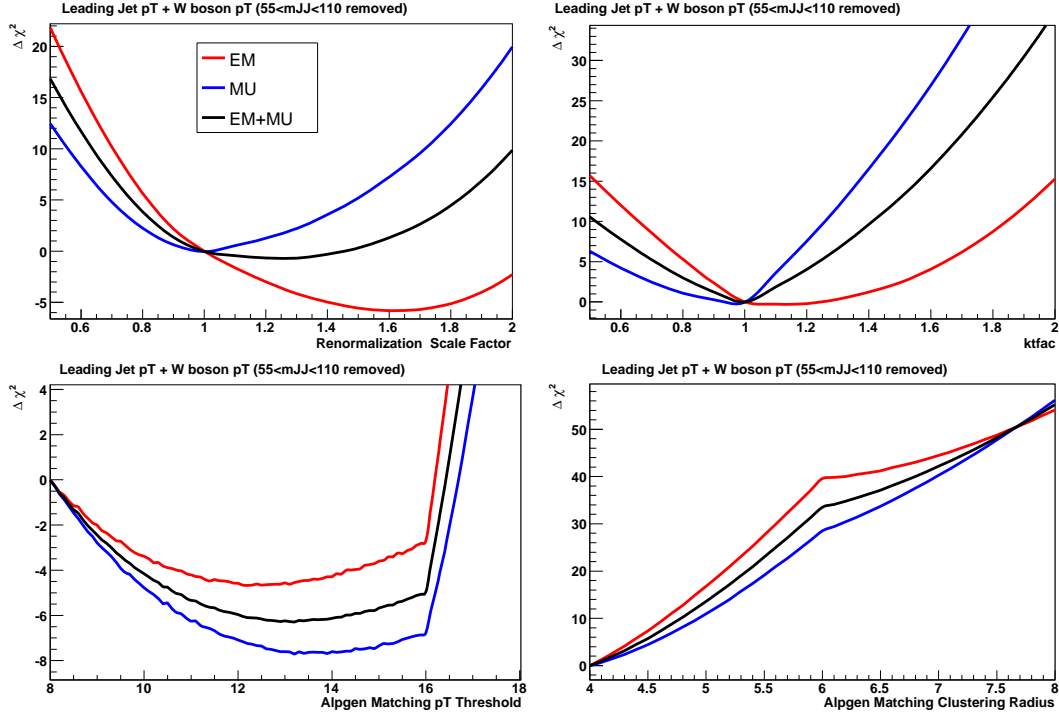 Leading Jet pT + W boson pT (55<mJJ<110 removed)
Δ χ²
20
15
10
5
0
-5
EM
MU
EM+MU
0.6 0.8 1 1.2 1.4 1.6 1.8 2
Renormalization Scale Factor
Leading Jet pT + W boson pT (55<mJJ<110 removed)
Δ χ²
30
25
20
15
10
5
0
0.6 0.8 1 1.2 1.4 1.6 1.8 2
ktfac
Leading Jet pT + W boson pT (55<mJJ<110 removed)
Δ χ²
4
2
0
-2
-4
-6
-8
8 10 12 14 16 18
Alpgen Matching pT Threshold
Leading Jet pT + W boson pT (55<mJJ<110 removed)
Δ χ²
50
40
30
20
10
0
4 4.5 5 5.5 6 6.5 7 7.5 8
Alpgen Matching Clustering Radius